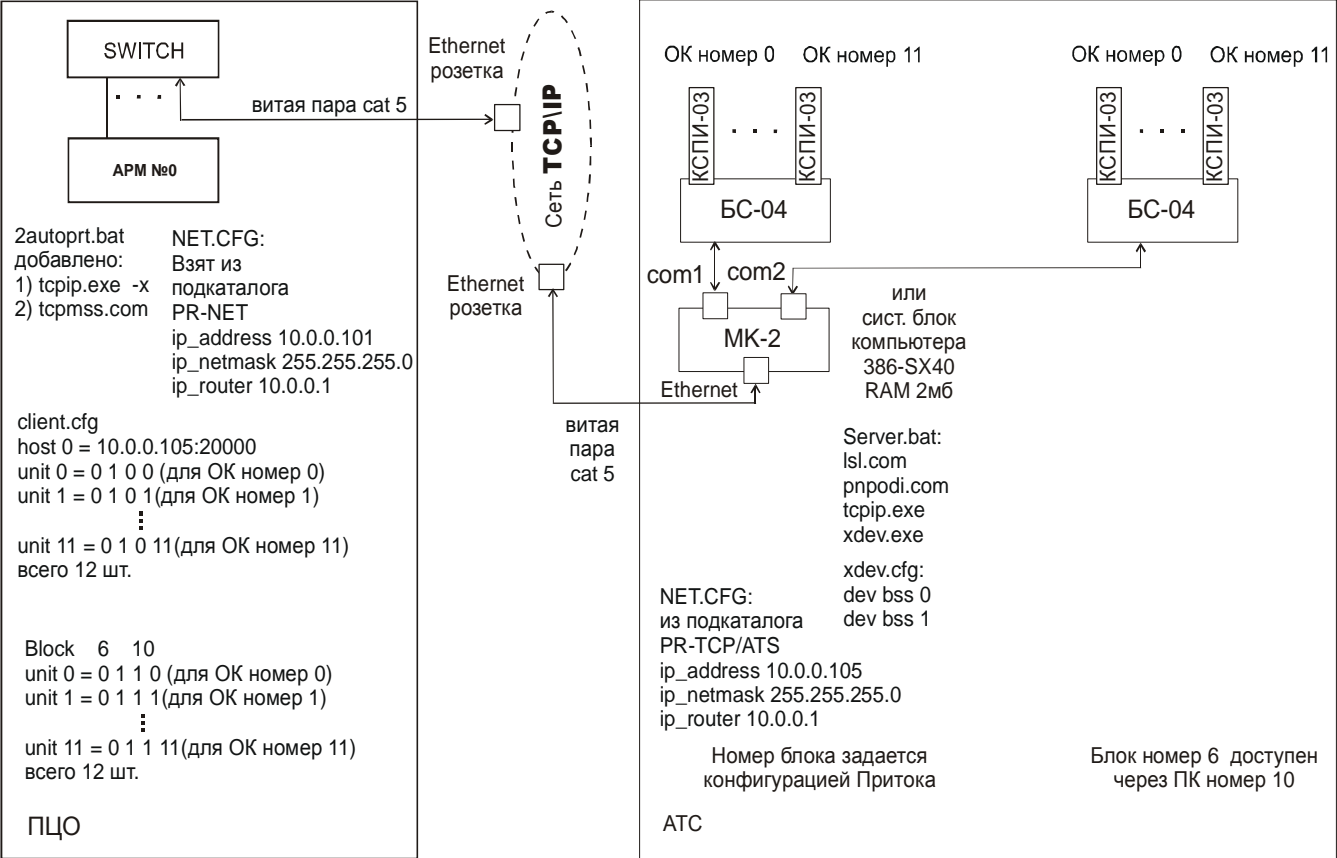 SWITCH
. . .
АРМ №0
витая пара cat 5
Ethernet
розетка
Сеть TCP\IP
Ethernet
розетка
2autoprt.bat
добавлено:
1) tcpip.exe -x
2) tcpmss.com
NET.CFG:
Взят из
подкаталога
PR-NET
ip_address 10.0.0.101
ip_netmask 255.255.255.0
ip_router 10.0.0.1
client.cfg
host 0 = 10.0.0.105:20000
unit 0 = 0 1 0 0 (для ОК номер 0)
unit 1 = 0 1 0 1(для ОК номер 1)
unit 11 = 0 1 0 11(для ОК номер 11)
всего 12 шт.
Block 6 10
unit 0 = 0 1 1 0 (для ОК номер 0)
unit 1 = 0 1 1 1(для ОК номер 1)
unit 11 = 0 1 1 11(для ОК номер 11)
всего 12 шт.
ПЦО
витая
пара
cat 5
ОК номер 0 ОК номер 11
КСПИ-03 . . . КСПИ-03
БС-04
ОК номер 0 ОК номер 11
КСПИ-03 . . . КСПИ-03
БС-04
com1 com2
МК-2
Ethernet
или
сист. блок
компьютера
386-SX40
RAM 2мб
Server.bat:
lsl.com
pnpodi.com
tcpip.exe
xdev.exe
xdev.cfg:
dev bss 0
dev bss 1
NET.CFG:
из подкаталога
PR-TCP/ATS
ip_address 10.0.0.105
ip_netmask 255.255.255.0
ip_router 10.0.0.1
Номер блока задается
конфигурацией Притока
Блок номер 6 доступен
через ПК номер 10
АТС